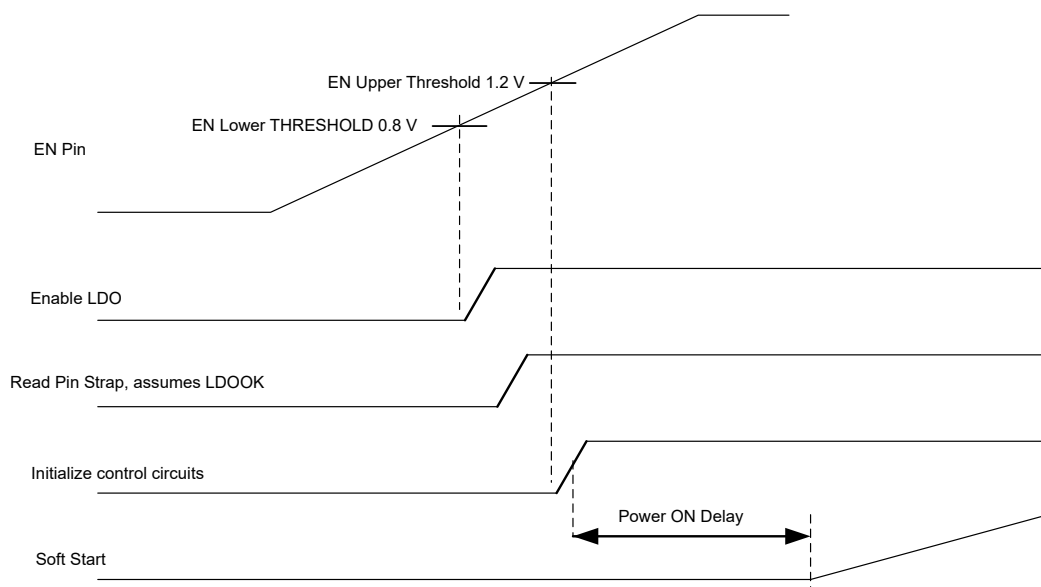 EN Upper Threshold 1.2 V
EN Lower THRESHOLD 0.8 V
EN Pin
Enable LDO
Read Pin Strap, assumes LDOOK
Initialize control circuits
Power ON Delay
Soft Start